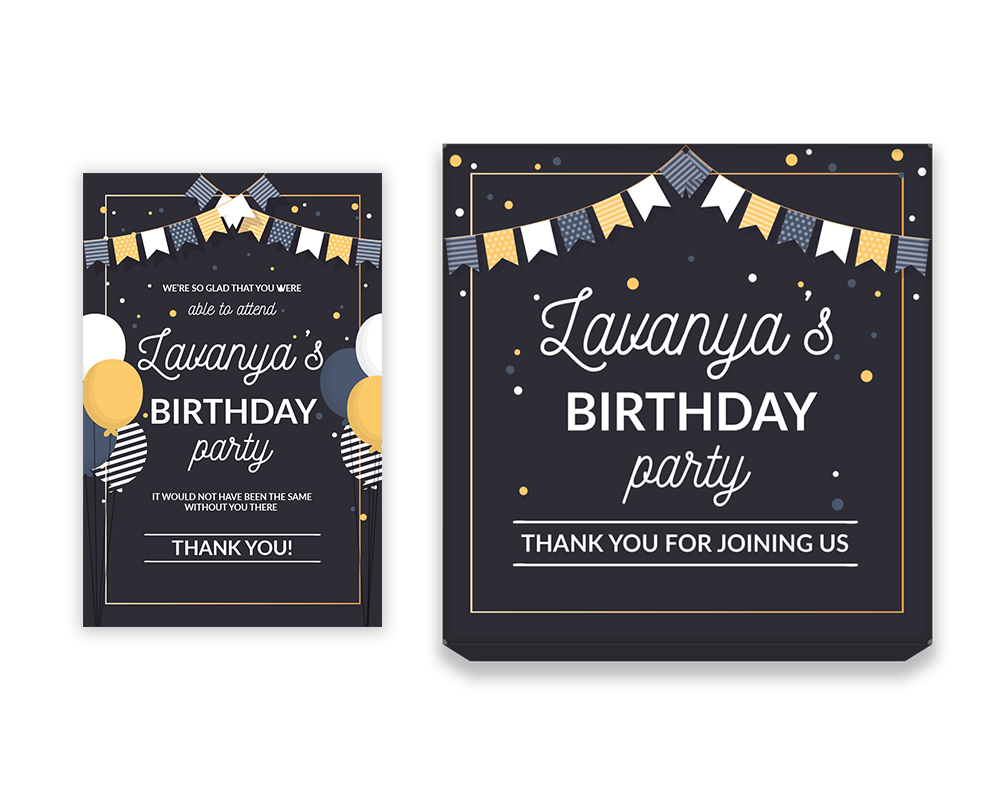 WE'RE SO GLAD THAT YOU WERE
able to attend
Lavanya's
BIRTHDAY
party
IT WOULD NOT HAVE BEEN THE SAME
WITHOUT YOU THERE
THANK YOU!
Lavanya's
BIRTHDAY
party
THANK YOU FOR JOINING US